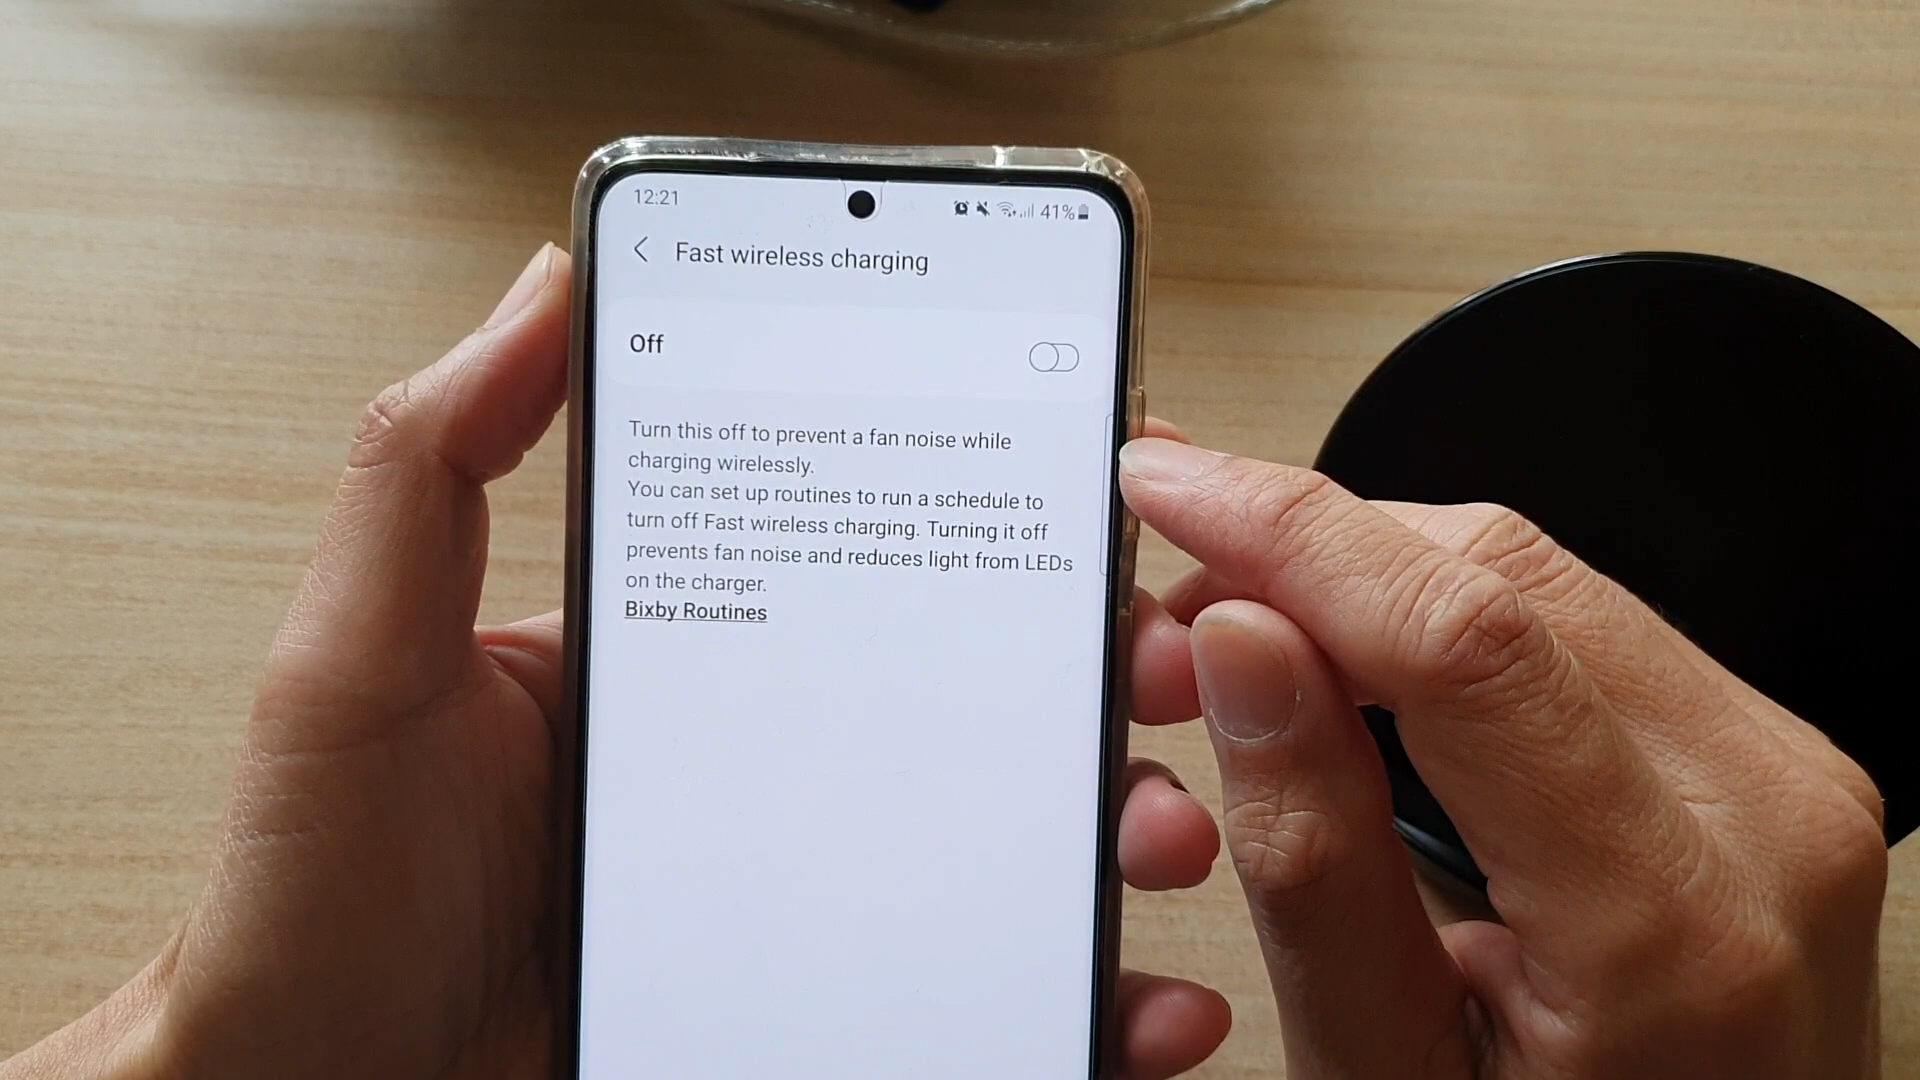 12:21
41%
Fast wireless charging
Off
Turn this off to prevent a fan noise while
charging wirelessly.
You can set up routines to run a schedule to
turn off Fast wireless charging. Turning it off
prevents fan noise and reduces light from LEDs
on the charger.
Bixby Routines